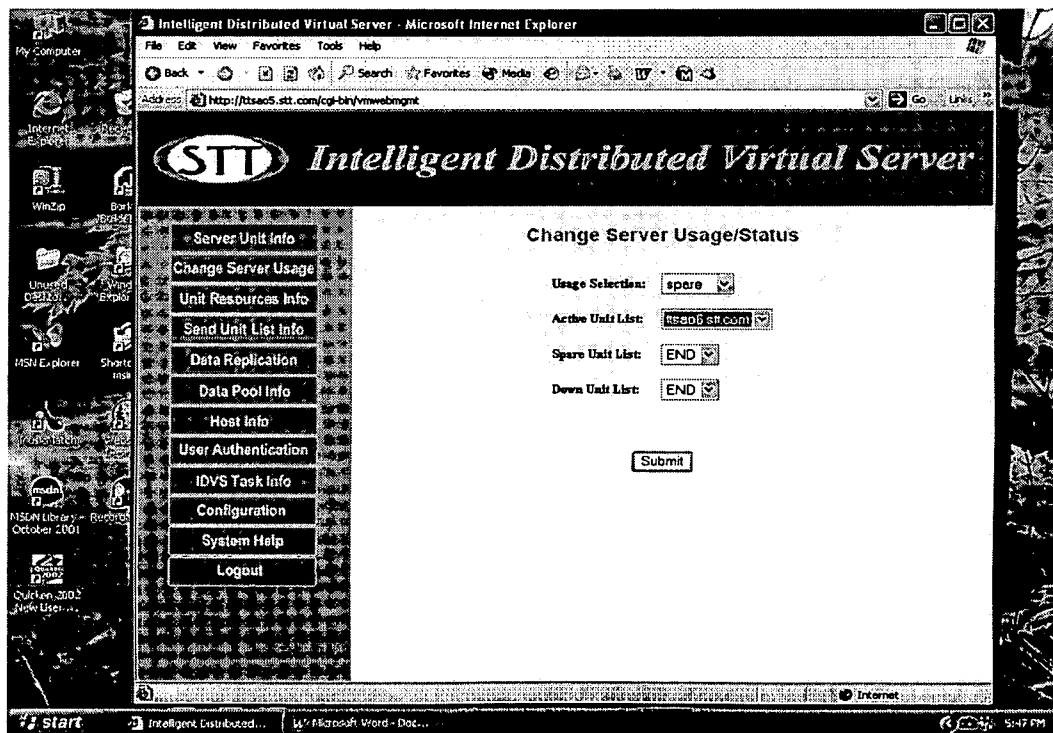 Intelligent Distributed Virtual Server - Microsoft Internet Explorer
My Computer
File Edit View Favorites Tools Help
Back Search Favorites Media
Address http://ttsao5.stt.com/cgi-bin/vmwebmgmt Go Links
Internet Explorer
STT Intelligent Distributed Virtual Server
WinZip
Server Unit Info
Change Server Usage
Unit Resources Info
Send Unit List Info
Data Replication
Data Pool Info
Host Info
User Authentication
IDVS Task Info
Configuration
System Help
Logout
Change Server Usage/Status
Usage Selection: spare
Active Unit List: ttsao6.stt.com
Spare Unit List: END
Down Unit List: END
Submit
Unused
MSN Explorer
msdn
MSDN Library -
October 2001
Quicken 2002
New User
Internet
start Intelligent Distributed... Microsoft Word - Doc... 5:47 PM